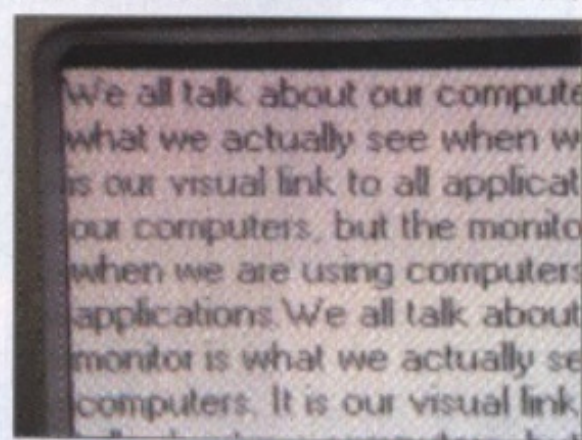 We all talk about our compute
what we actually see when w
is our visual link to all applicat
our computers, but the monito
when we are using computers
applications. We all talk about
monitor is what we actually se
computers. It is our visual link